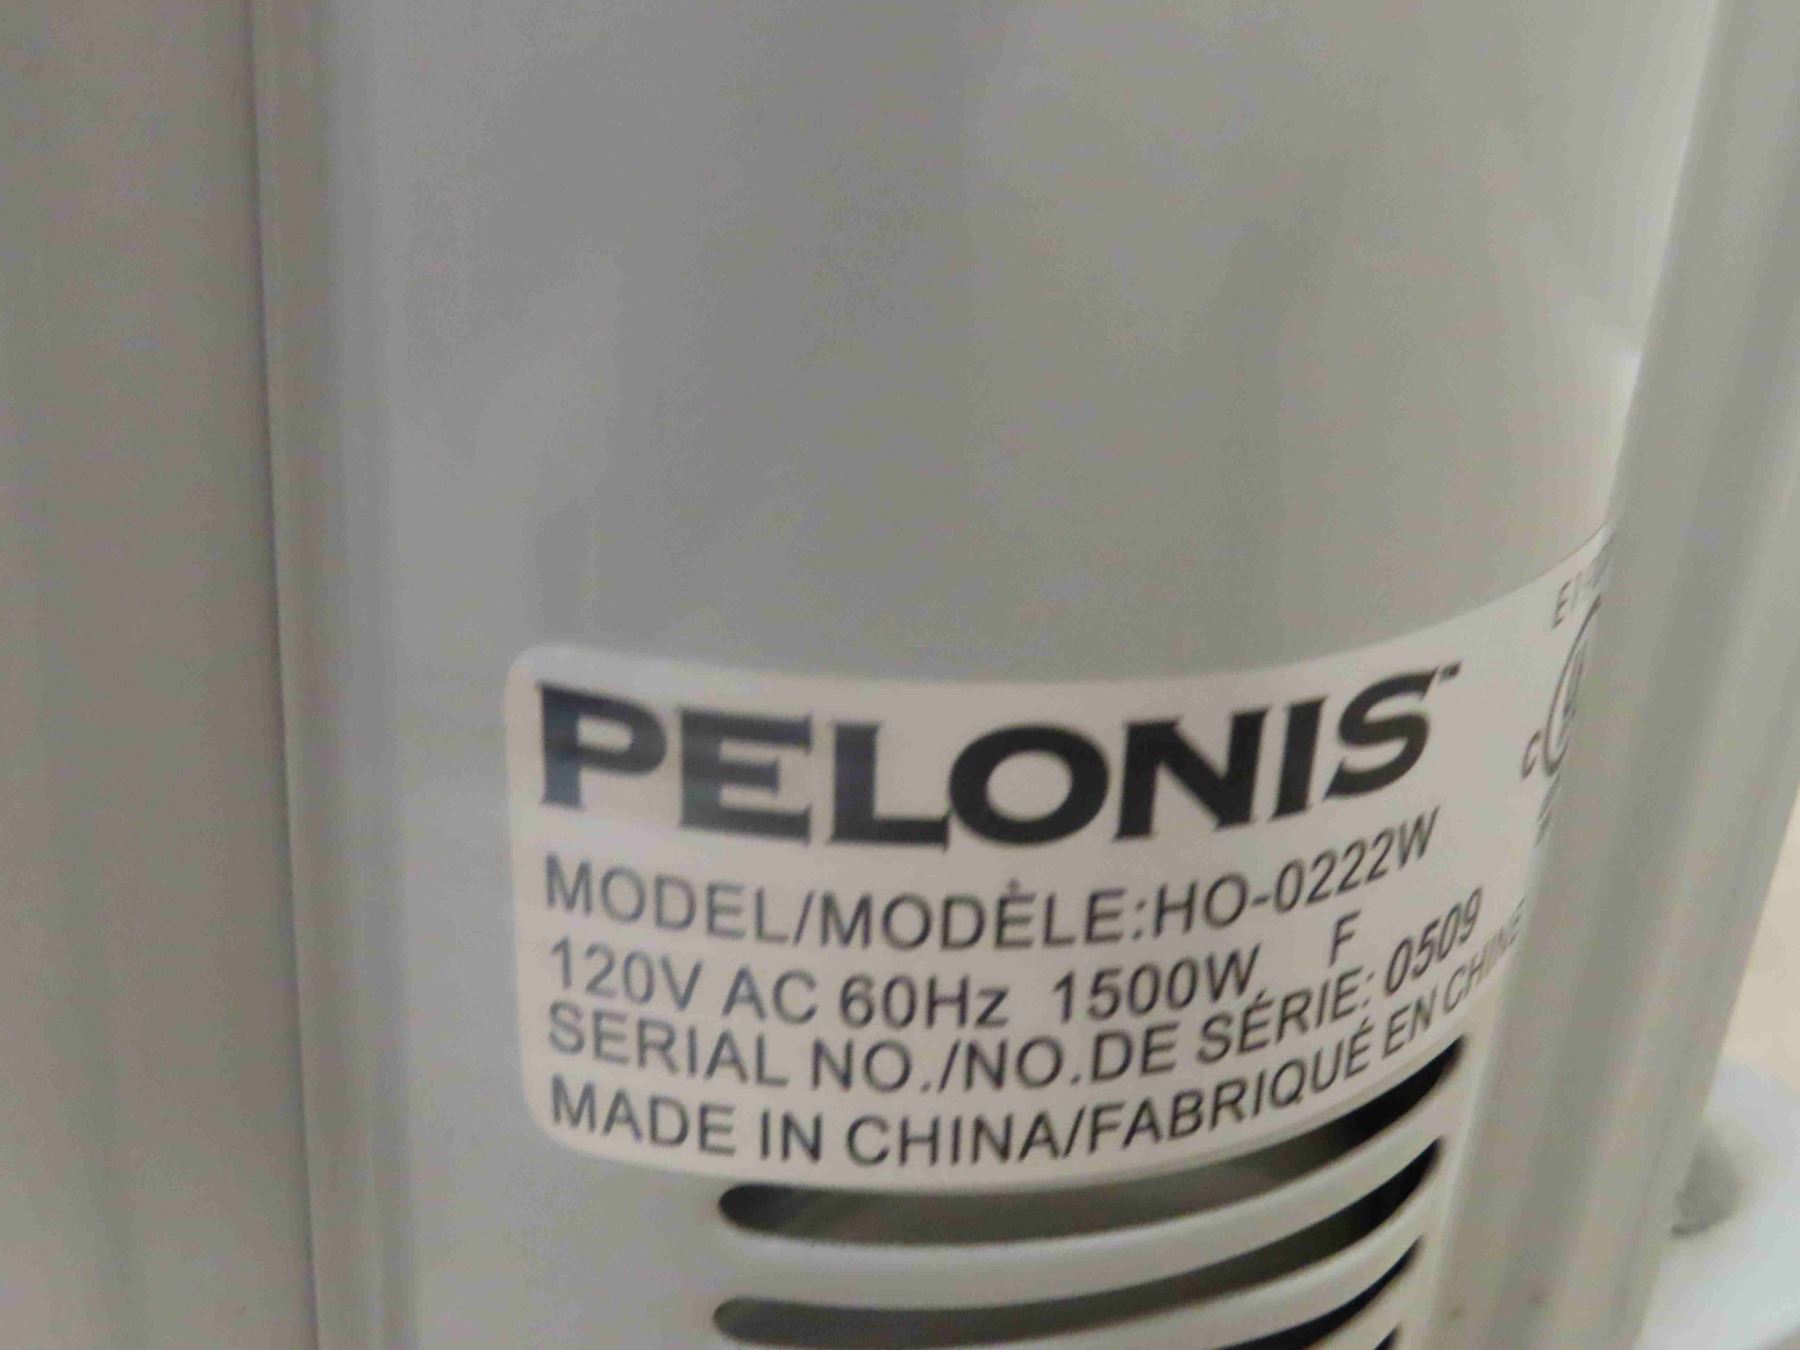 PELONIS™
MODEL/MODÈLE:HO-0222W
120V AC 60Hz 1500W F
SERIAL NO./NO.DE SÉRIE: 0509
MADE IN CHINA/FABRIQUÉ EN CHINE
C